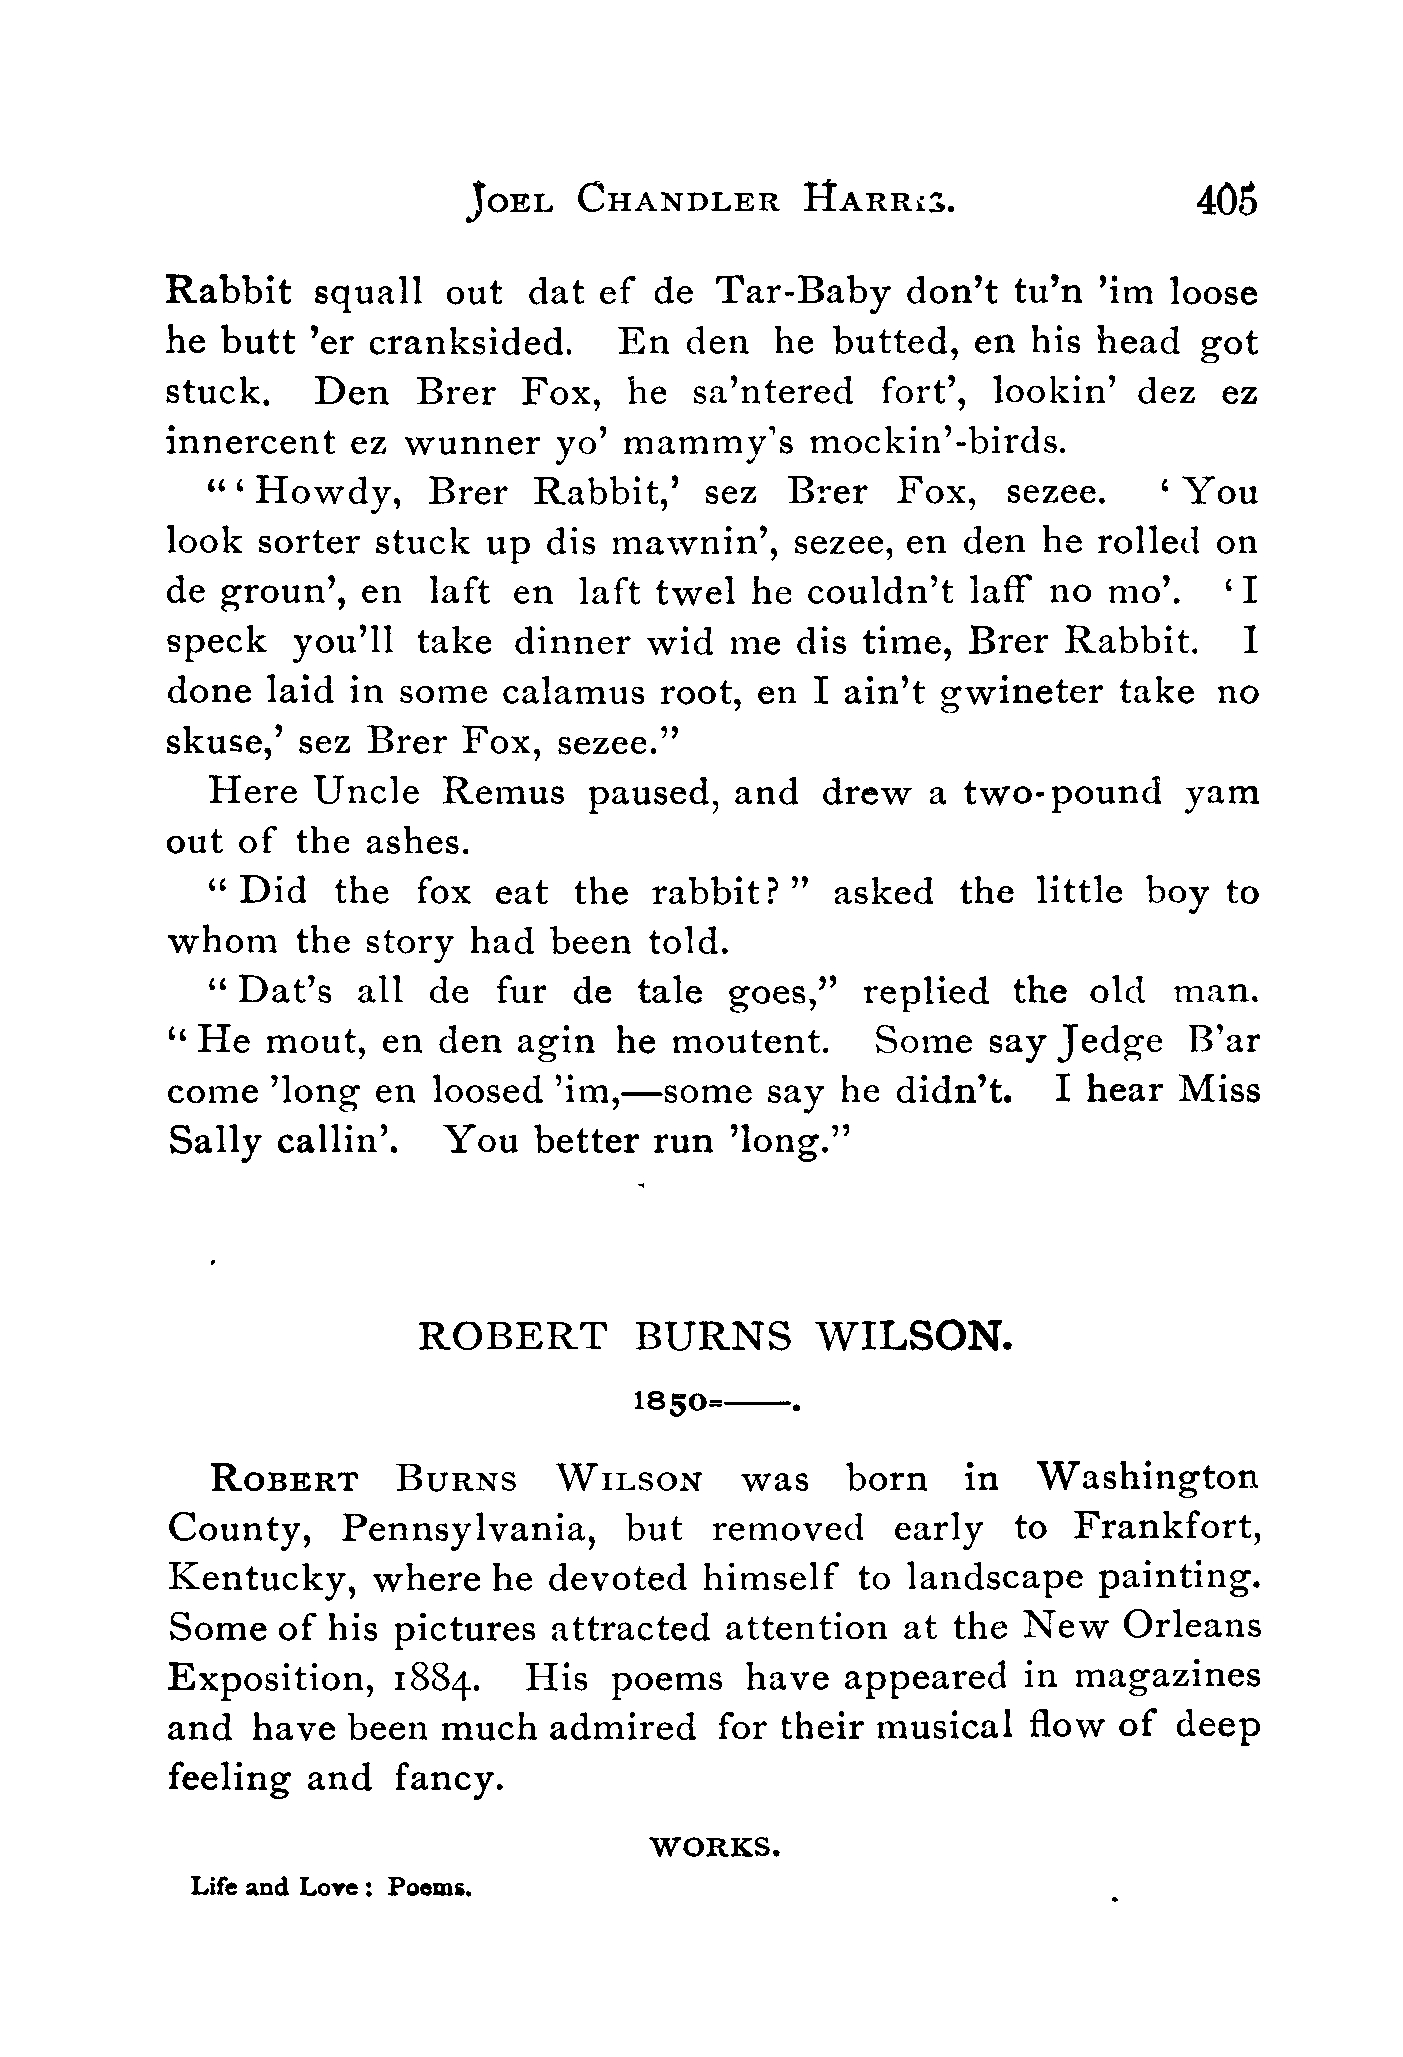 JOEL CHANDLER HARRIS. 405
Rabbit squall out dat ef de Tar-Baby don't tu'n 'im loose
he butt 'er cranksided. En den he butted, en his head got
stuck. Den Brer Fox, he sa'ntered fort', lookin' dez ez
innercent ez wunner yo' mammy's mockin'-birds.
"'Howdy, Brer Rabbit,' sez Brer Fox, sezee. 'You
look sorter stuck up dis mawnin', sezee, en den he rolled on
de groun', en laft en laft twel he couldn't laff no mo'. 'I
speck you'll take dinner wid me dis time, Brer Rabbit. I
done laid in some calamus root, en I ain't gwineter take no
skuse,' sez Brer Fox, sezee."
Here Uncle Remus paused, and drew a two-pound yam
out of the ashes.
"Did the fox eat the rabbit?" asked the little boy to
whom the story had been told.
"Dat's all de fur de tale goes," replied the old man.
"He mout, en den agin he moutent. Some say Jedge B'ar
come 'long en loosed 'im,—some say he didn't. I hear Miss
Sally callin'. You better run 'long."
ROBERT BURNS WILSON.
1850=——.
ROBERT BURNS WILSON was born in Washington
County, Pennsylvania, but removed early to Frankfort,
Kentucky, where he devoted himself to landscape painting.
Some of his pictures attracted attention at the New Orleans
Exposition, 1884. His poems have appeared in magazines
and have been much admired for their musical flow of deep
feeling and fancy.
WORKS.
Life and Love: Poems.